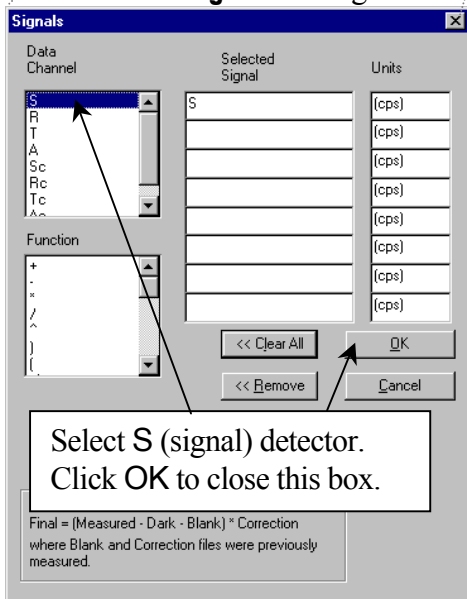 Signals
Data
Channel
Selected
Signal
Units
S
R
T
A
Sc
Rc
Tc
S
(cps)
(cps)
(cps)
(cps)
(cps)
(cps)
(cps)
(cps)
Function
+
-
*
/
^
)
(
<< Clear All
OK
<< Remove
Cancel
Select S (signal) detector.
Click OK to close this box.
Final = (Measured - Dark - Blank) * Correction
where Blank and Correction files were previously
measured.